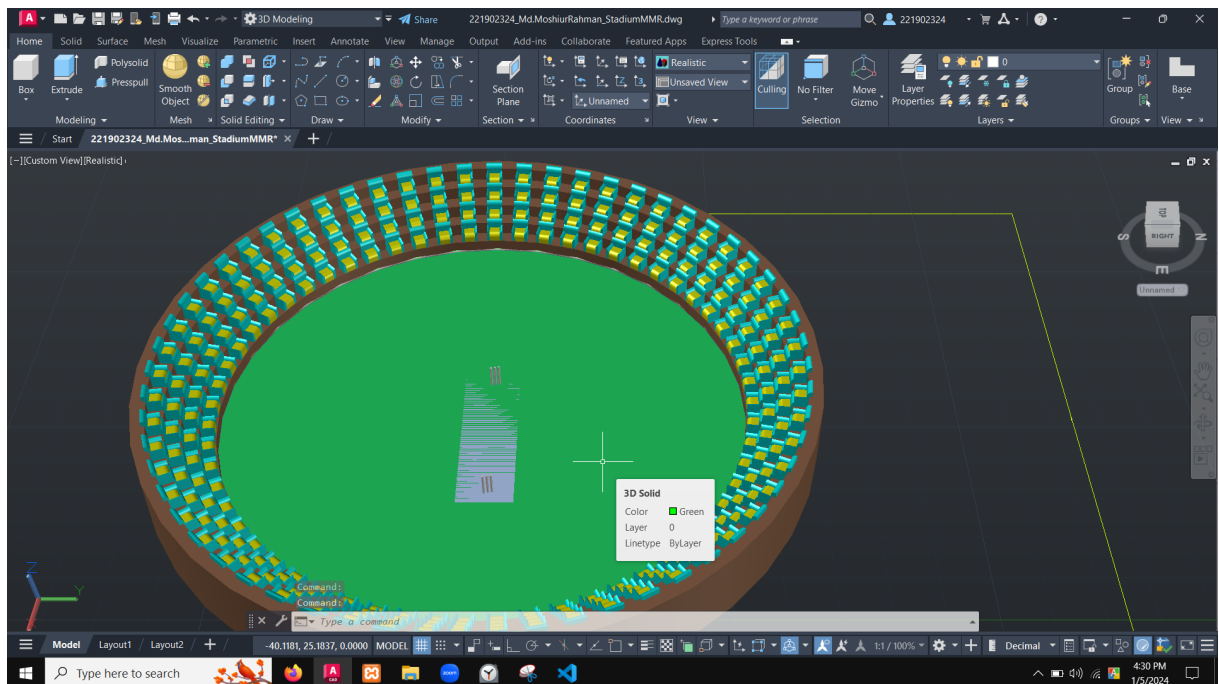 A CAD 3D Modeling Share 221902324_Md.MoshiurRahman_StadiumMMR.dwg Type a keyword or phrase 221902324
Home Solid Surface Mesh Visualize Parametric Insert Annotate View Manage Output Add-ins Collaborate Featured Apps Express Tools
Polysolid Realistic 0
Presspull Unsaved View
Box Extrude Smooth Object Section Plane Unnamed Culling No Filter Move Gizmo Layer Properties Group Base
Modeling Mesh Solid Editing Draw Modify Section Coordinates View Selection Layers Groups View
Start 221902324_Md.Mos...man_StadiumMMR*
[−][Custom View][Realistic]
RIGHT
S
N
E
Unnamed
3D Solid
Color Green
Layer 0
Linetype ByLayer
Z
Y
Command:
Command:
Type a command
Model Layout1 Layout2 -40.1181, 25.1837, 0.0000 MODEL 1:1 / 100% Decimal
Type here to search zoom
4:30 PM
1/5/2024